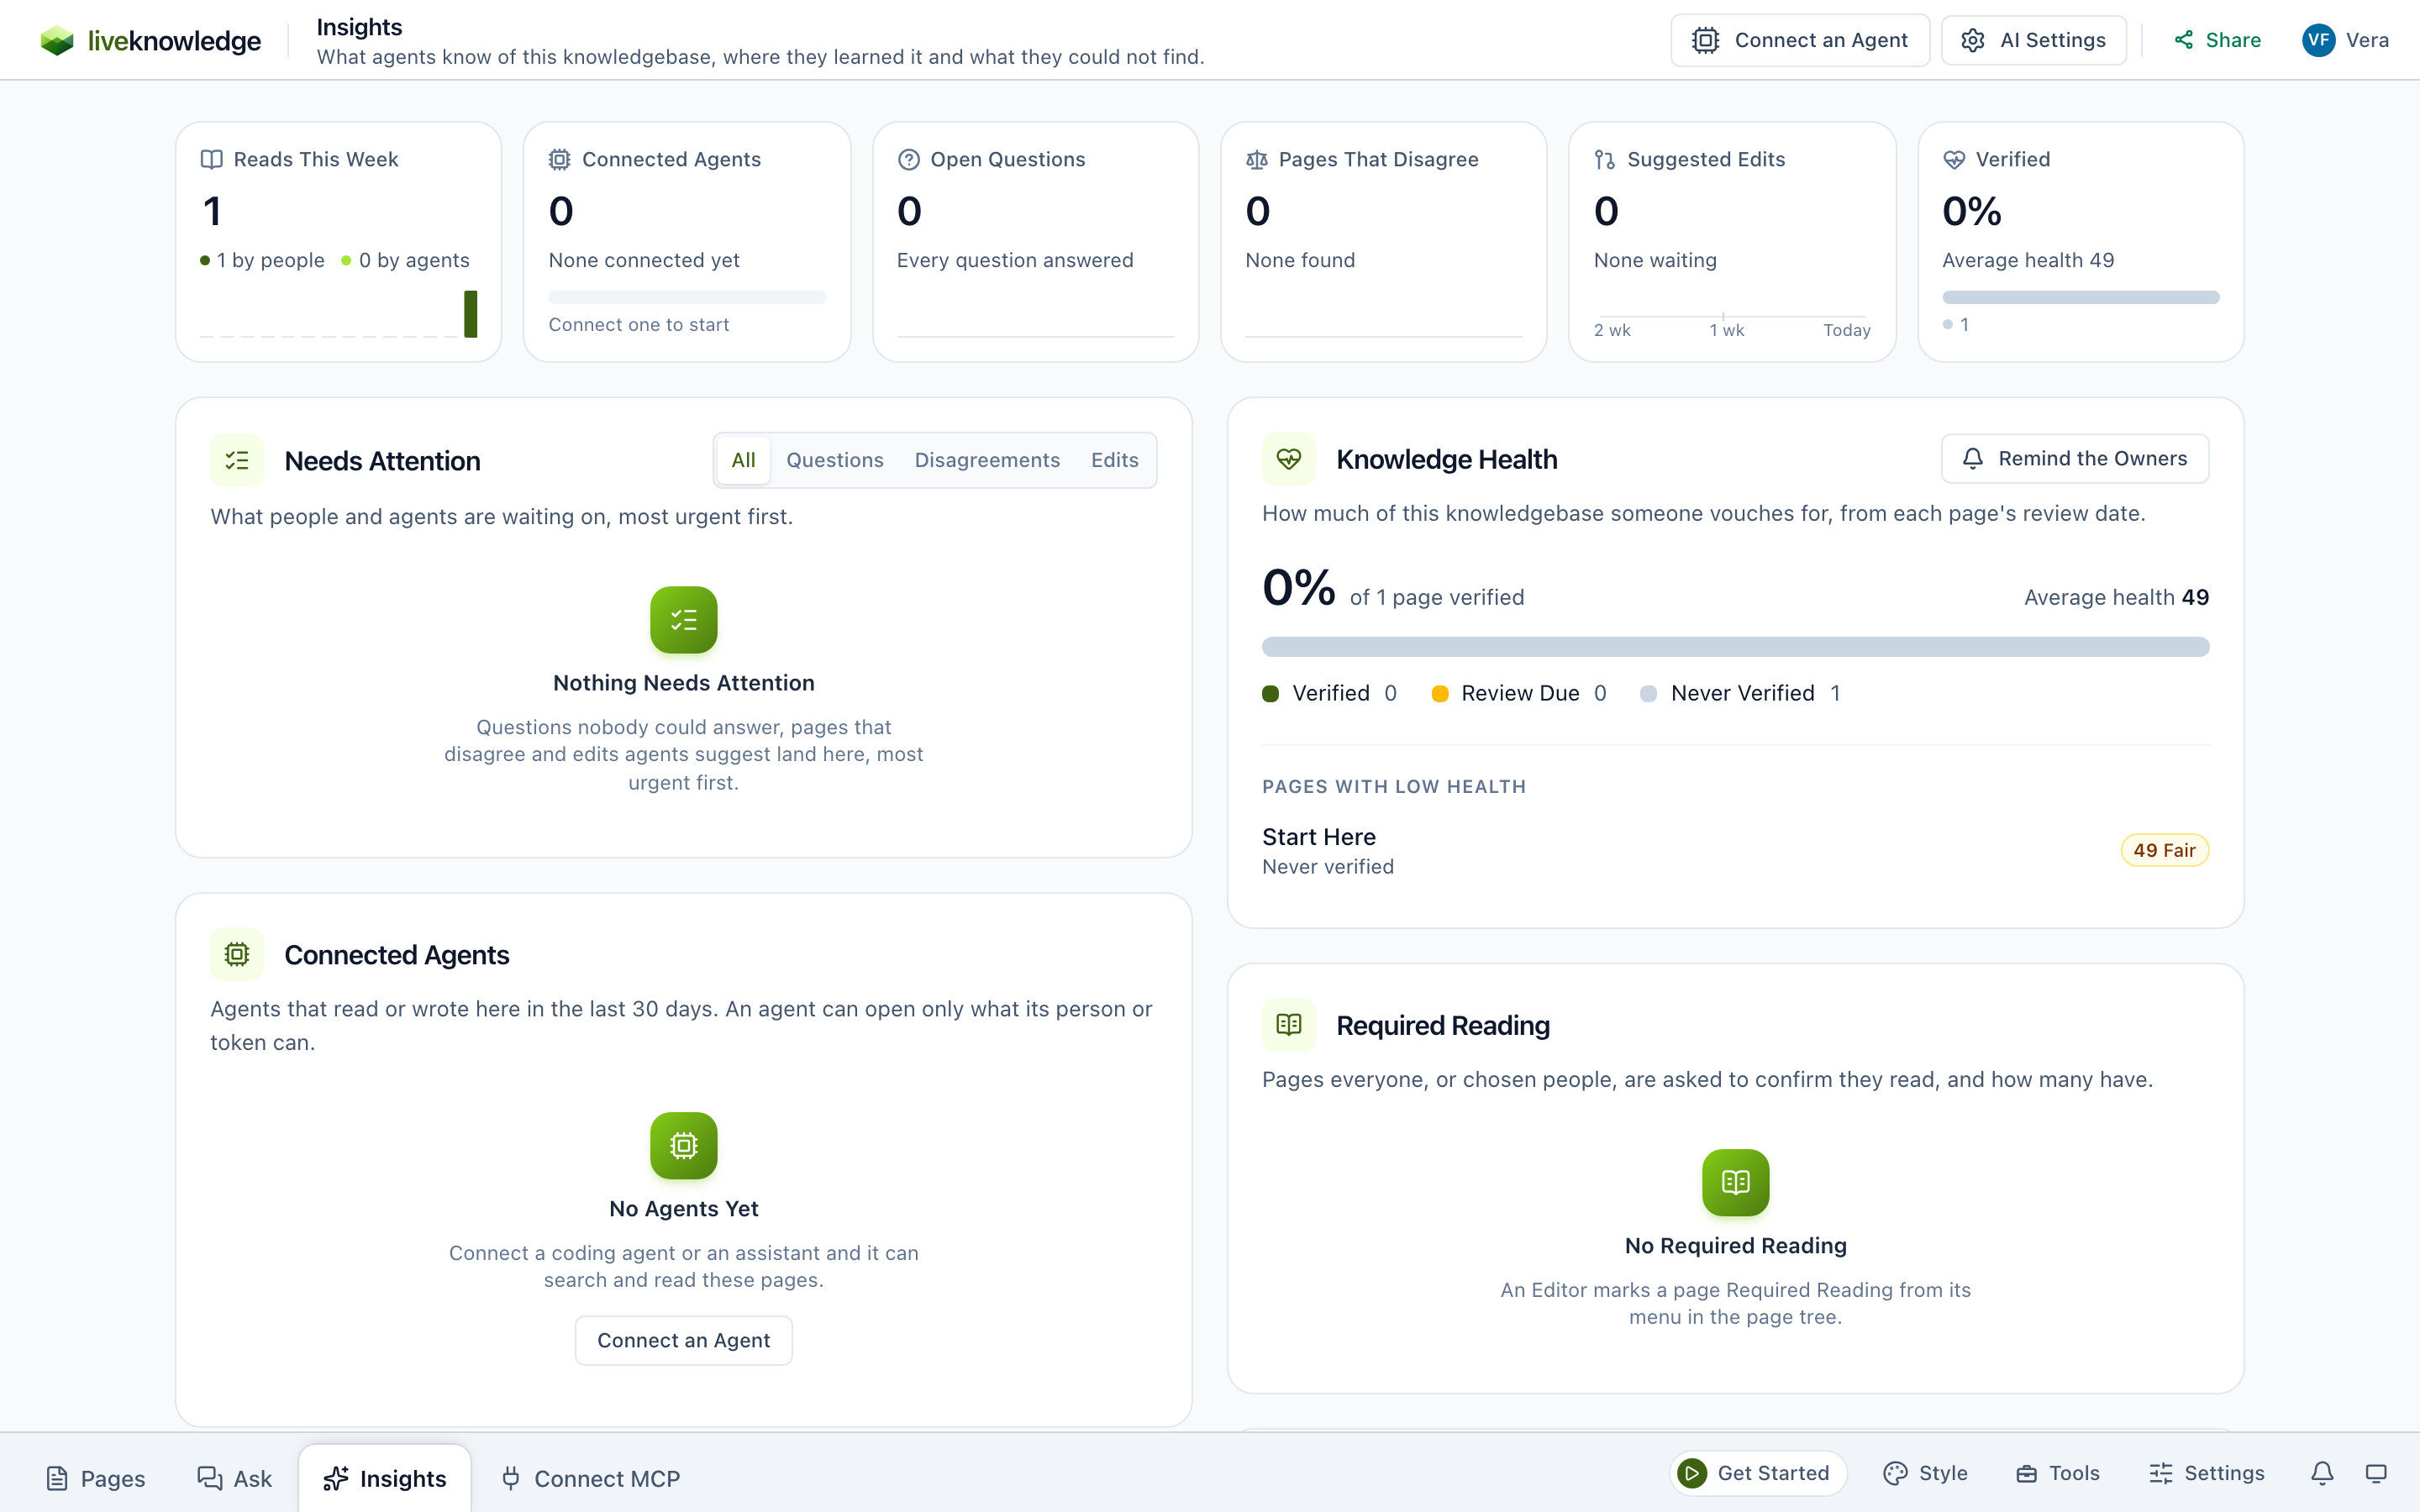 liveknowledge
Insights
What agents know of this knowledgebase, where they learned it and what they could not find.
Connect an Agent
AI Settings
Share
VF
Vera
Reads This Week
1
1 by people
0 by agents
Connected Agents
0
None connected yet
Connect one to start
Open Questions
0
Every question answered
Pages That Disagree
0
None found
Suggested Edits
0
None waiting
2 wk
1 wk
Today
Verified
0%
Average health 49
1
Needs Attention
All
Questions
Disagreements
Edits
What people and agents are waiting on, most urgent first.
Nothing Needs Attention
Questions nobody could answer, pages that
disagree and edits agents suggest land here, most
urgent first.
Knowledge Health
Remind the Owners
How much of this knowledgebase someone vouches for, from each page's review date.
0% of 1 page verified
Average health 49
Verified 0
Review Due 0
Never Verified 1
PAGES WITH LOW HEALTH
Start Here
Never verified
49 Fair
Connected Agents
Agents that read or wrote here in the last 30 days. An agent can open only what its person or
token can.
No Agents Yet
Connect a coding agent or an assistant and it can
search and read these pages.
Connect an Agent
Required Reading
Pages everyone, or chosen people, are asked to confirm they read, and how many have.
No Required Reading
An Editor marks a page Required Reading from its
menu in the page tree.
Pages
Ask
Insights
Connect MCP
Get Started
Style
Tools
Settings